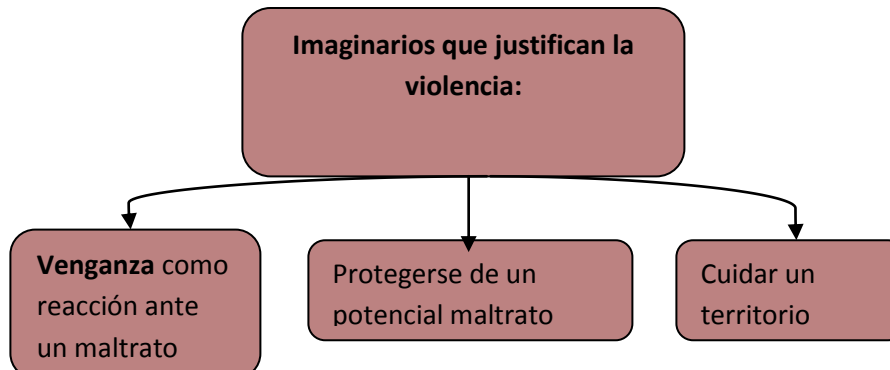 Imaginarios que justifican la
violencia:
Venganza como
reacción ante
un maltrato
Protegerse de un
potencial maltrato
Cuidar un
territorio